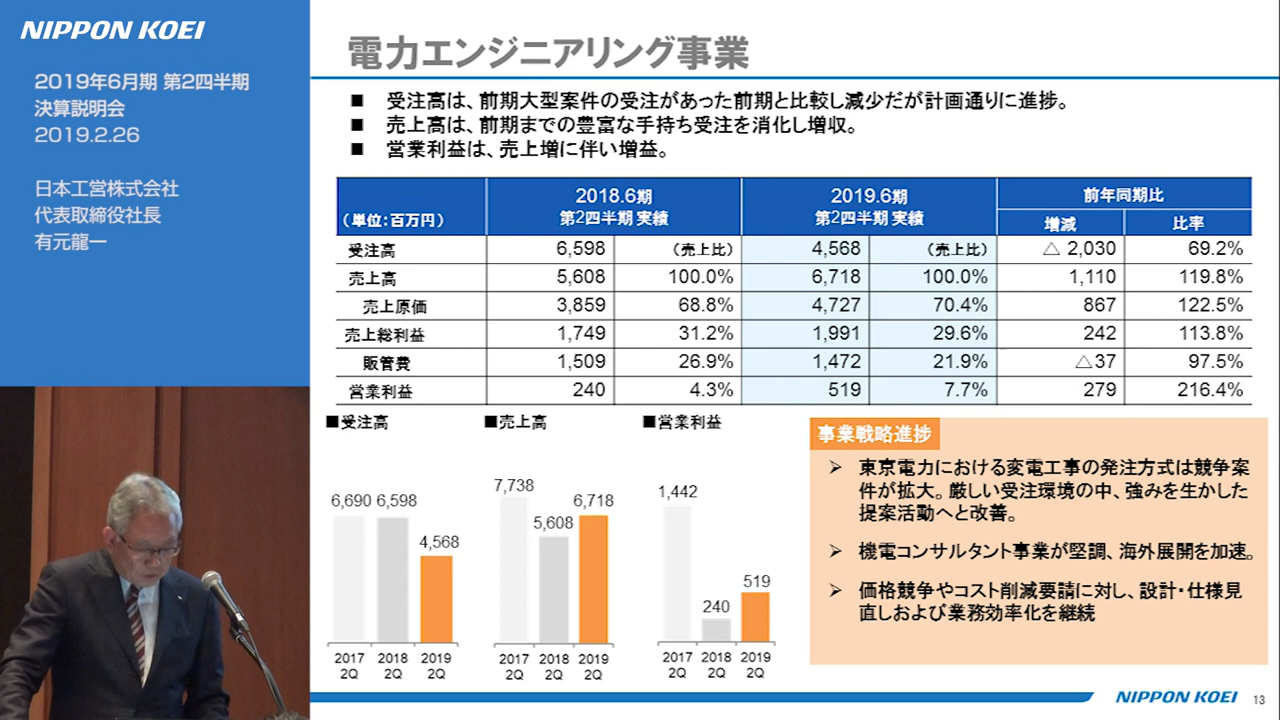 NIPPON KOEI
2019年6月期 第2四半期
決算説明会
2019.2.26
日本工営株式会社
代表取締役社長
有元龍一
電力エンジニアリング事業
■ 受注高は、前期大型案件の受注があった前期と比較し減少だが計画通りに進捗。
■ 売上高は、前期までの豊富な手持ち受注を消化し増収。
■ 営業利益は、売上増に伴い増益。
（単位：百万円） 2018.6期 第2四半期 実績 2019.6期 第2四半期 実績 前年同期比
増減 比率
受注高 6,598 （売上比） 4,568 （売上比） △ 2,030 69.2%
売上高 5,608 100.0% 6,718 100.0% 1,110 119.8%
売上原価 3,859 68.8% 4,727 70.4% 867 122.5%
売上総利益 1,749 31.2% 1,991 29.6% 242 113.8%
販管費 1,509 26.9% 1,472 21.9% △37 97.5%
営業利益 240 4.3% 519 7.7% 279 216.4%
■受注高
6,690 6,598 4,568
2017 2018 2019
2Q 2Q 2Q
■売上高
7,738 5,608 6,718
2017 2018 2019
2Q 2Q 2Q
■営業利益
1,442 240 519
2017 2018 2019
2Q 2Q 2Q
事業戦略進捗
➢ 東京電力における変電工事の発注方式は競争案
件が拡大。厳しい受注環境の中、強みを生かした
提案活動へと改善。
➢ 機電コンサルタント事業が堅調、海外展開を加速。
➢ 価格競争やコスト削減要請に対し、設計・仕様見
直しおよび業務効率化を継続
NIPPON KOEI 13